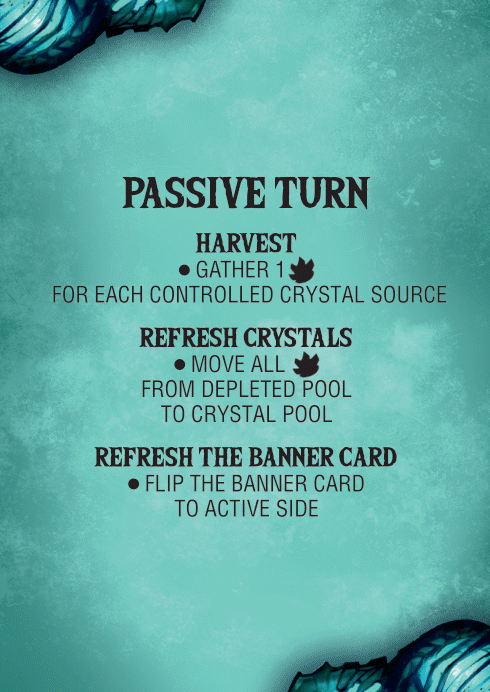 PASSIVE TURN
HARVEST
• GATHER 1
FOR EACH CONTROLLED CRYSTAL SOURCE
REFRESH CRYSTALS
• MOVE ALL
FROM DEPLETED POOL
TO CRYSTAL POOL
REFRESH THE BANNER CARD
• FLIP THE BANNER CARD
TO ACTIVE SIDE